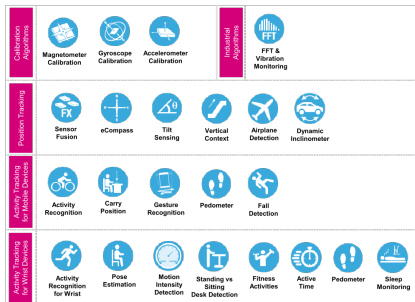 Calibration
Algorithms
Magnetometer
Calibration
Gyroscope
Calibration
Accelerometer
Calibration
Industrial
Algorithms
FFT
FFT &
Vibration
Monitoring
Position Tracking
FX
Sensor
Fusion
eCompass
θ
Tilt
Sensing
Vertical
Context
Airplane
Detection
Dynamic
Inclinometer
Activity Tracking
for Mobile Devices
Activity
Recognition
Carry
Position
Gesture
Recognition
Pedometer
Fall
Detection
Activity Tracking
for Wrist Devices
Activity
Recognition
for Wrist
Pose
Estimation
Motion
Intensity
Detection
Standing vs
Sitting
Desk Detection
Fitness
Activities
Active
Time
Pedometer
Sleep
Monitoring